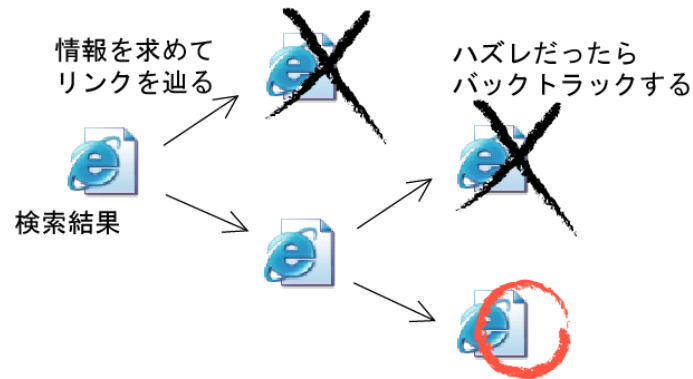 情報を求めて
リンクを辿る
ハズレだったら
バックトラックする
検索結果